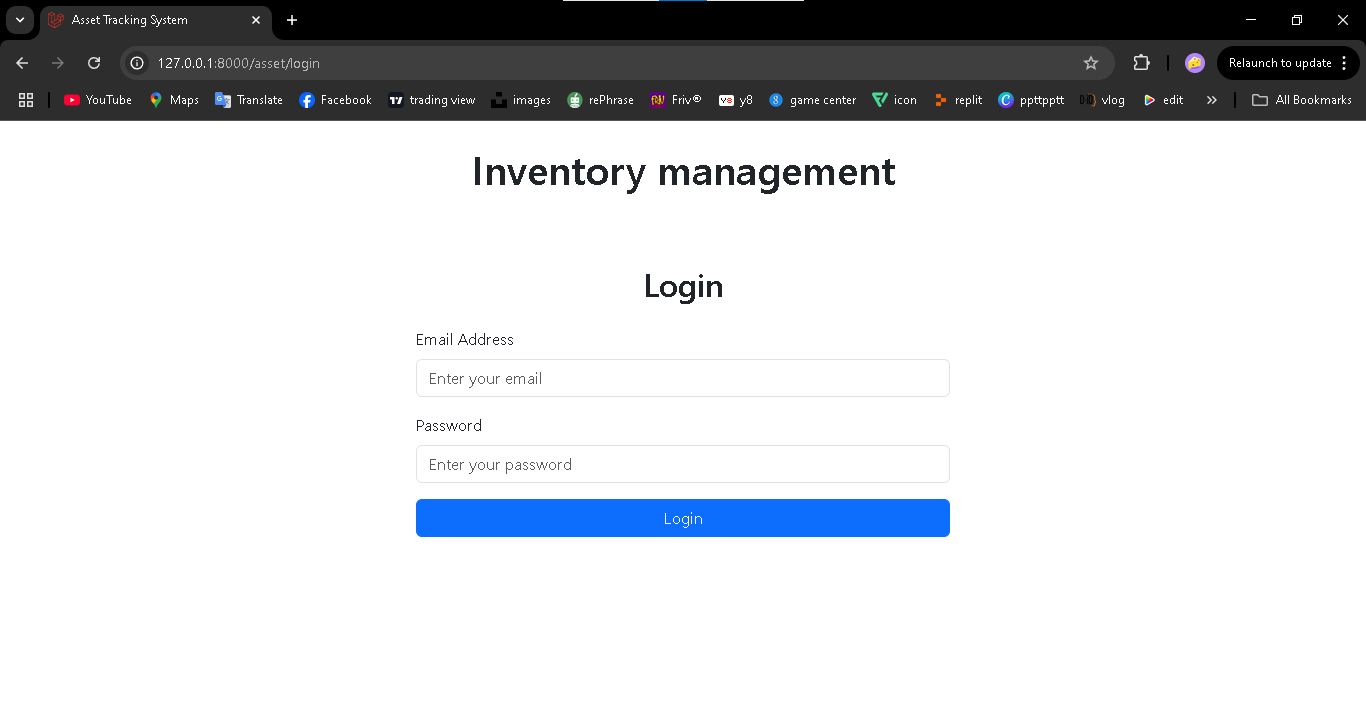 Asset Tracking System
127.0.0.1:8000/asset/login
Relaunch to update
YouTube Maps Translate Facebook trading view images rePhrase Friv® y8 game center icon replit ppttpptt vlog edit » All Bookmarks
Inventory management
Login
Email Address
Enter your email
Password
Enter your password
Login